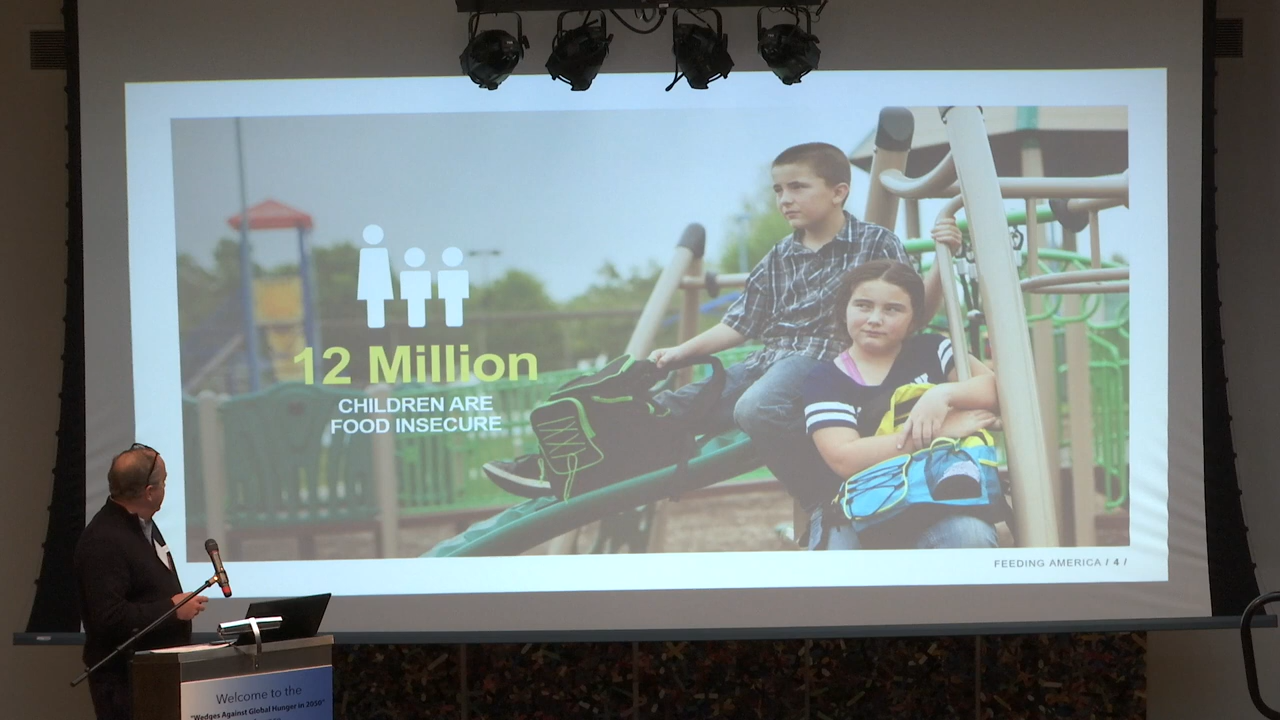 12 Million
CHILDREN ARE
FOOD INSECURE
FEEDING AMERICA / 4 /
Welcome to the
"Wedges Against Global Hunger in 2050"